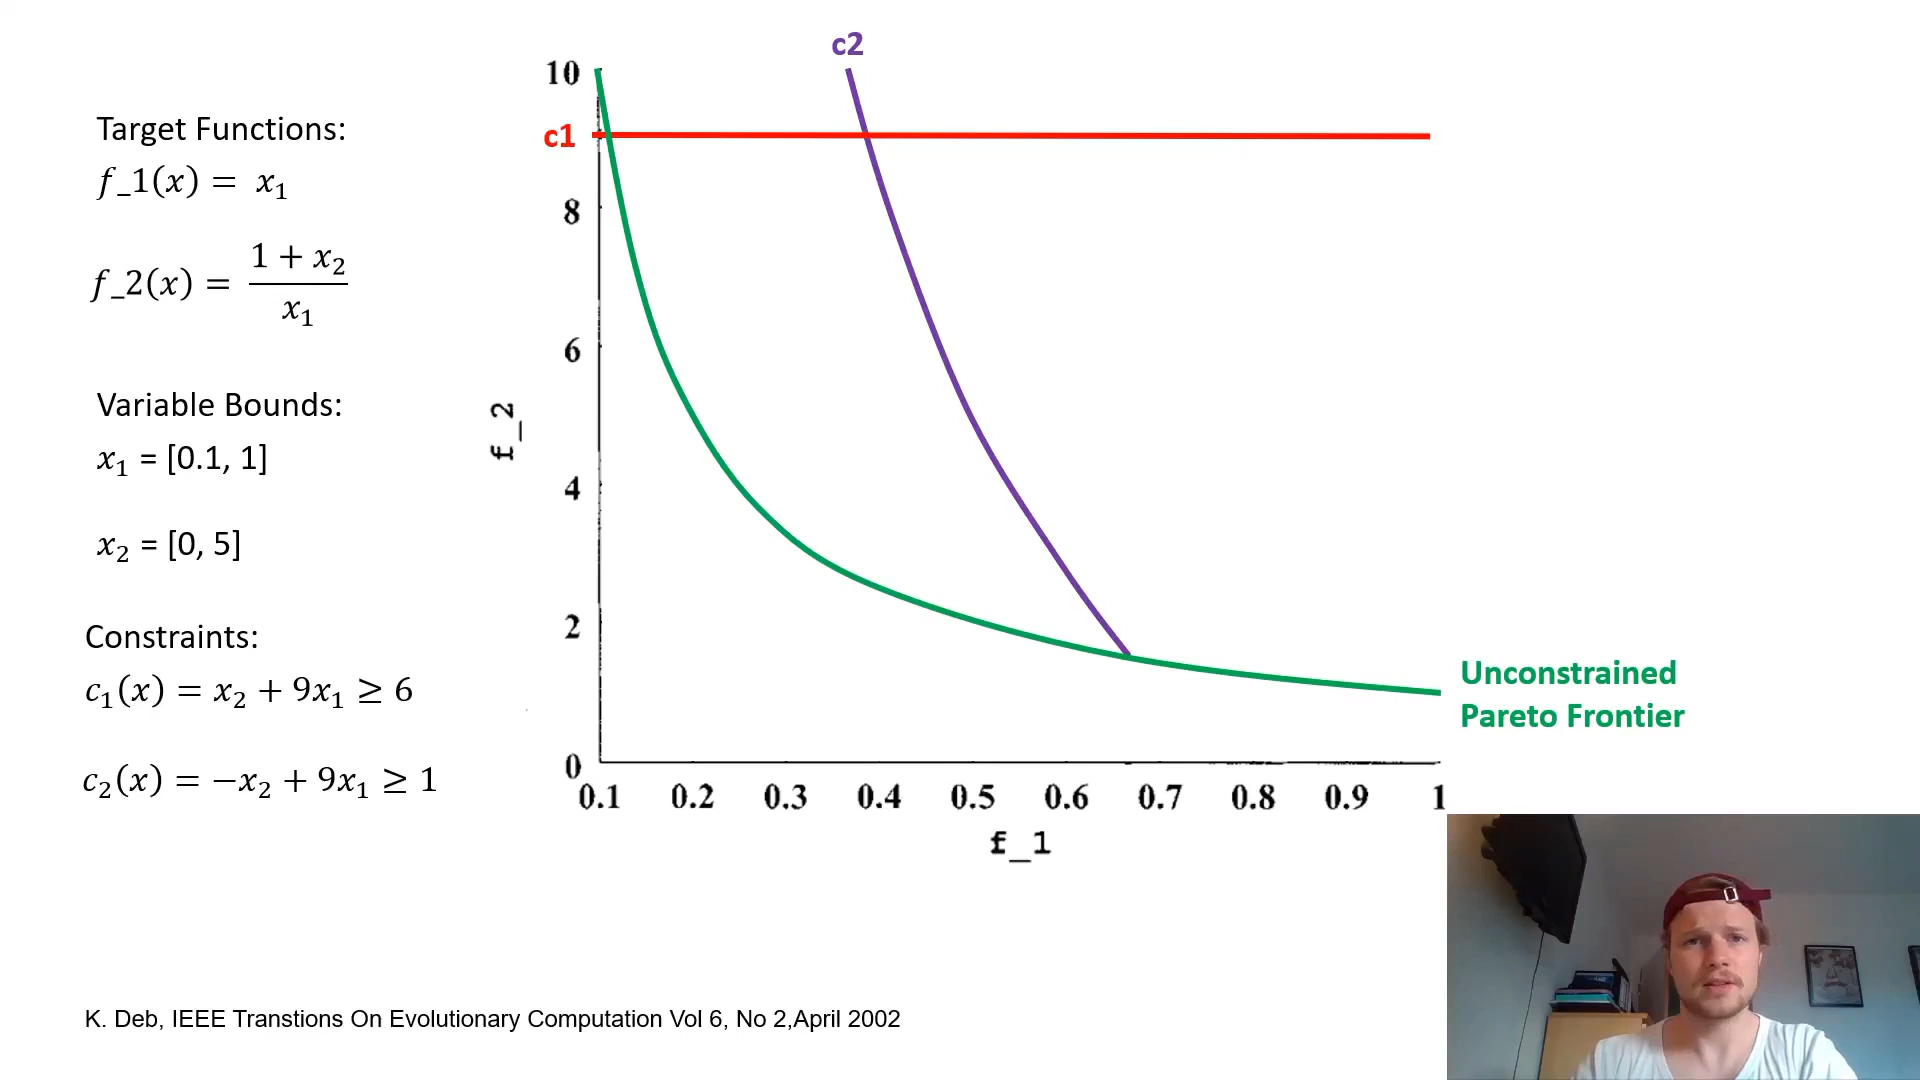 Target Functions:
f_1(x) = x₁
f_2(x) = (1 + x₂)/x₁
Variable Bounds:
x₁ = [0.1, 1]
x₂ = [0, 5]
Constraints:
c₁(x) = x₂ + 9x₁ ≥ 6
c₂(x) = −x₂ + 9x₁ ≥ 1
c2
10
c1
8
6
f_2
4
2
0
0.1 0.2 0.3 0.4 0.5 0.6 0.7 0.8 0.9 1
f_1
Unconstrained
Pareto Frontier
K. Deb, IEEE Transtions On Evolutionary Computation Vol 6, No 2,April 2002